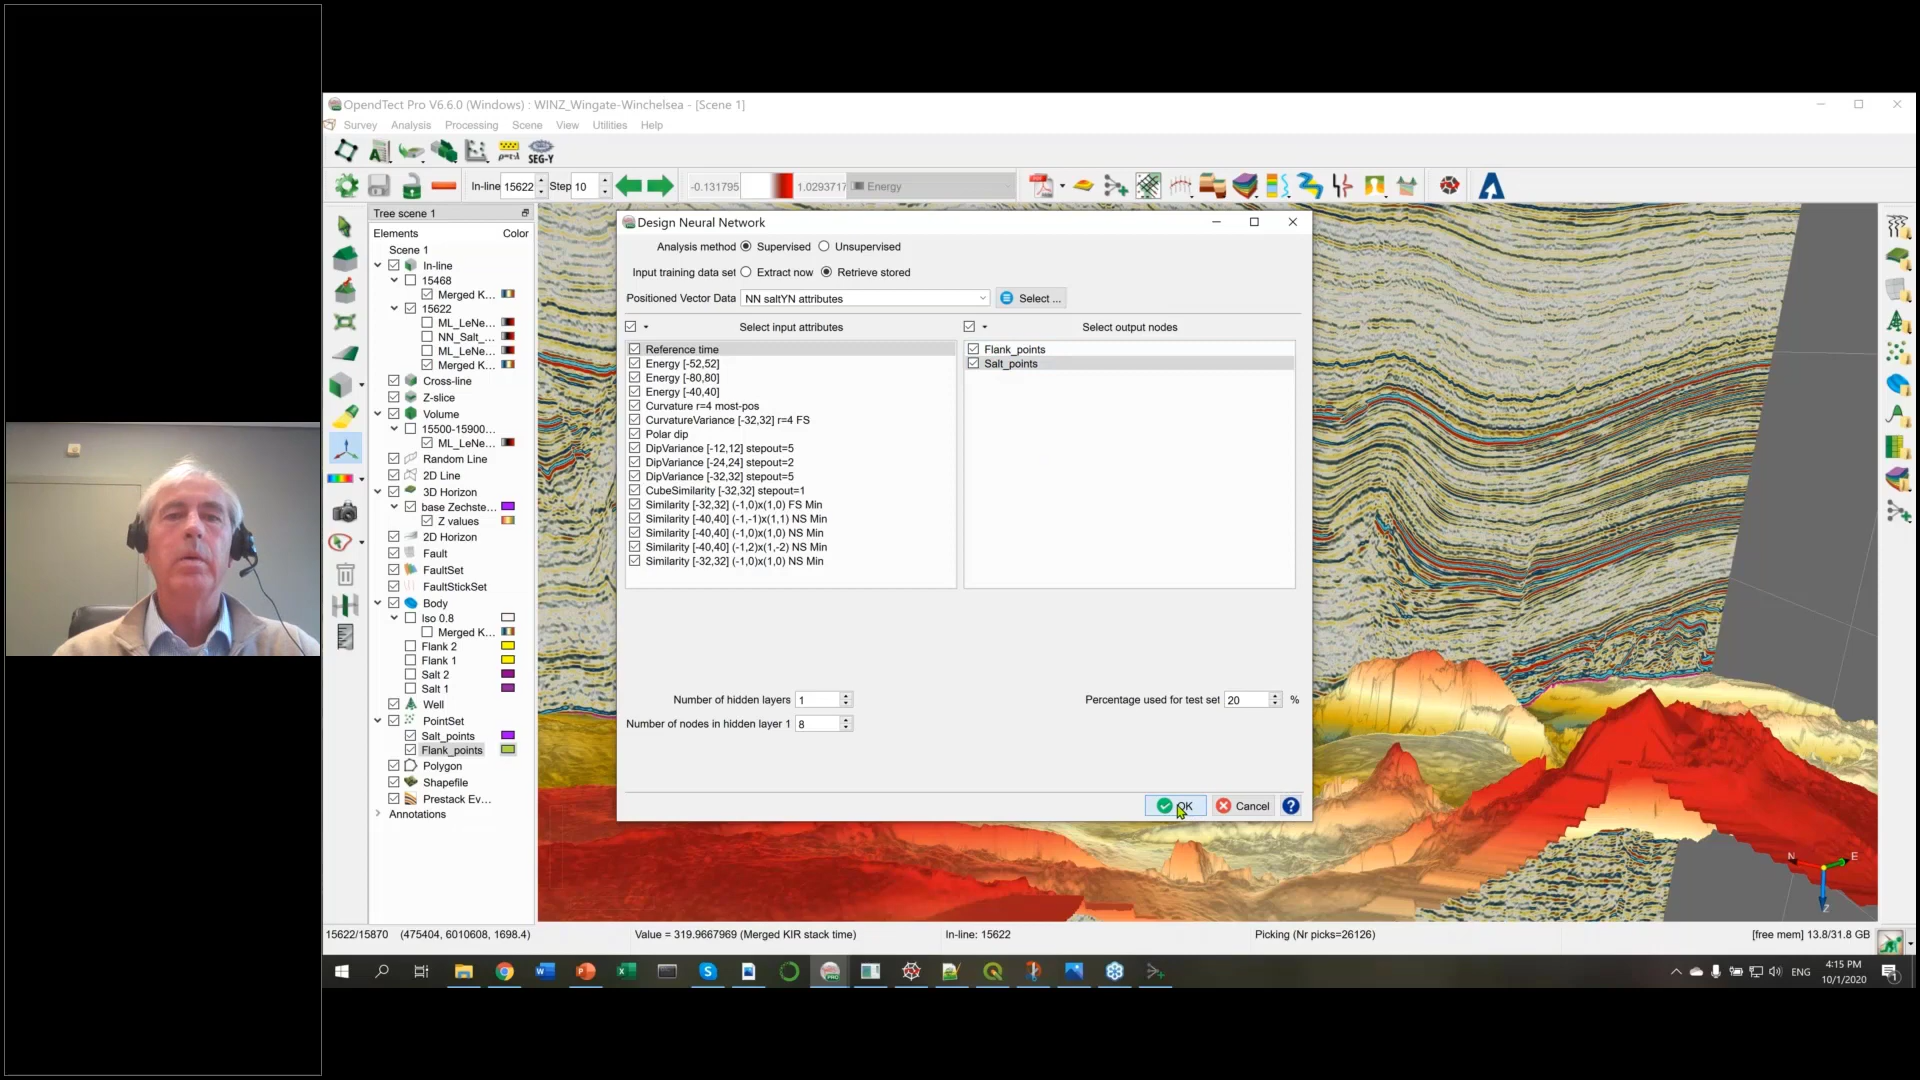 OpendTect Pro V6.6.0 (Windows) : WINZ_Wingate-Winchelsea - [Scene 1]
Survey Analysis Processing Scene View Utilities Help
SEG-Y
In-line 15622 Step 10 -0.131795 1.0293717 Energy
Tree scene 1
Elements Color
Scene 1
In-line
15468
Merged K...
15622
ML_LeNe...
NN_Salt_...
ML_LeNe...
Merged K...
Cross-line
Z-slice
Volume
15500-15900...
ML_LeNe...
Random Line
2D Line
3D Horizon
base Zechste...
Z values
2D Horizon
Fault
FaultSet
FaultStickSet
Body
Iso 0.8
Merged K...
Flank 2
Flank 1
Salt 2
Salt 1
Well
PointSet
Salt_points
Flank_points
Polygon
Shapefile
Prestack Ev...
Annotations
Design Neural Network
Analysis method Supervised Unsupervised
Input training data set Extract now Retrieve stored
Positioned Vector Data NN saltYN attributes Select ...
Select input attributes
Reference time
Energy [-52,52]
Energy [-80,80]
Energy [-40,40]
Curvature r=4 most-pos
CurvatureVariance [-32,32] r=4 FS
Polar dip
DipVariance [-12,12] stepout=5
DipVariance [-24,24] stepout=2
DipVariance [-32,32] stepout=5
CubeSimilarity [-32,32] stepout=1
Similarity [-32,32] (-1,0)x(1,0) FS Min
Similarity [-40,40] (-1,-1)x(1,1) NS Min
Similarity [-40,40] (-1,0)x(1,0) NS Min
Similarity [-40,40] (-1,2)x(1,-2) NS Min
Similarity [-32,32] (-1,0)x(1,0) NS Min
Select output nodes
Flank_points
Salt_points
Number of hidden layers 1
Percentage used for test set 20 %
Number of nodes in hidden layer 1 8
OK Cancel
N E
Z
15622/15870 (475404, 6010608, 1698.4) Value = 319.9667969 (Merged KIR stack time) In-line: 15622 Picking (Nr picks=26126) [free mem] 13.8/31.8 GB
ENG
4:15 PM
10/1/2020